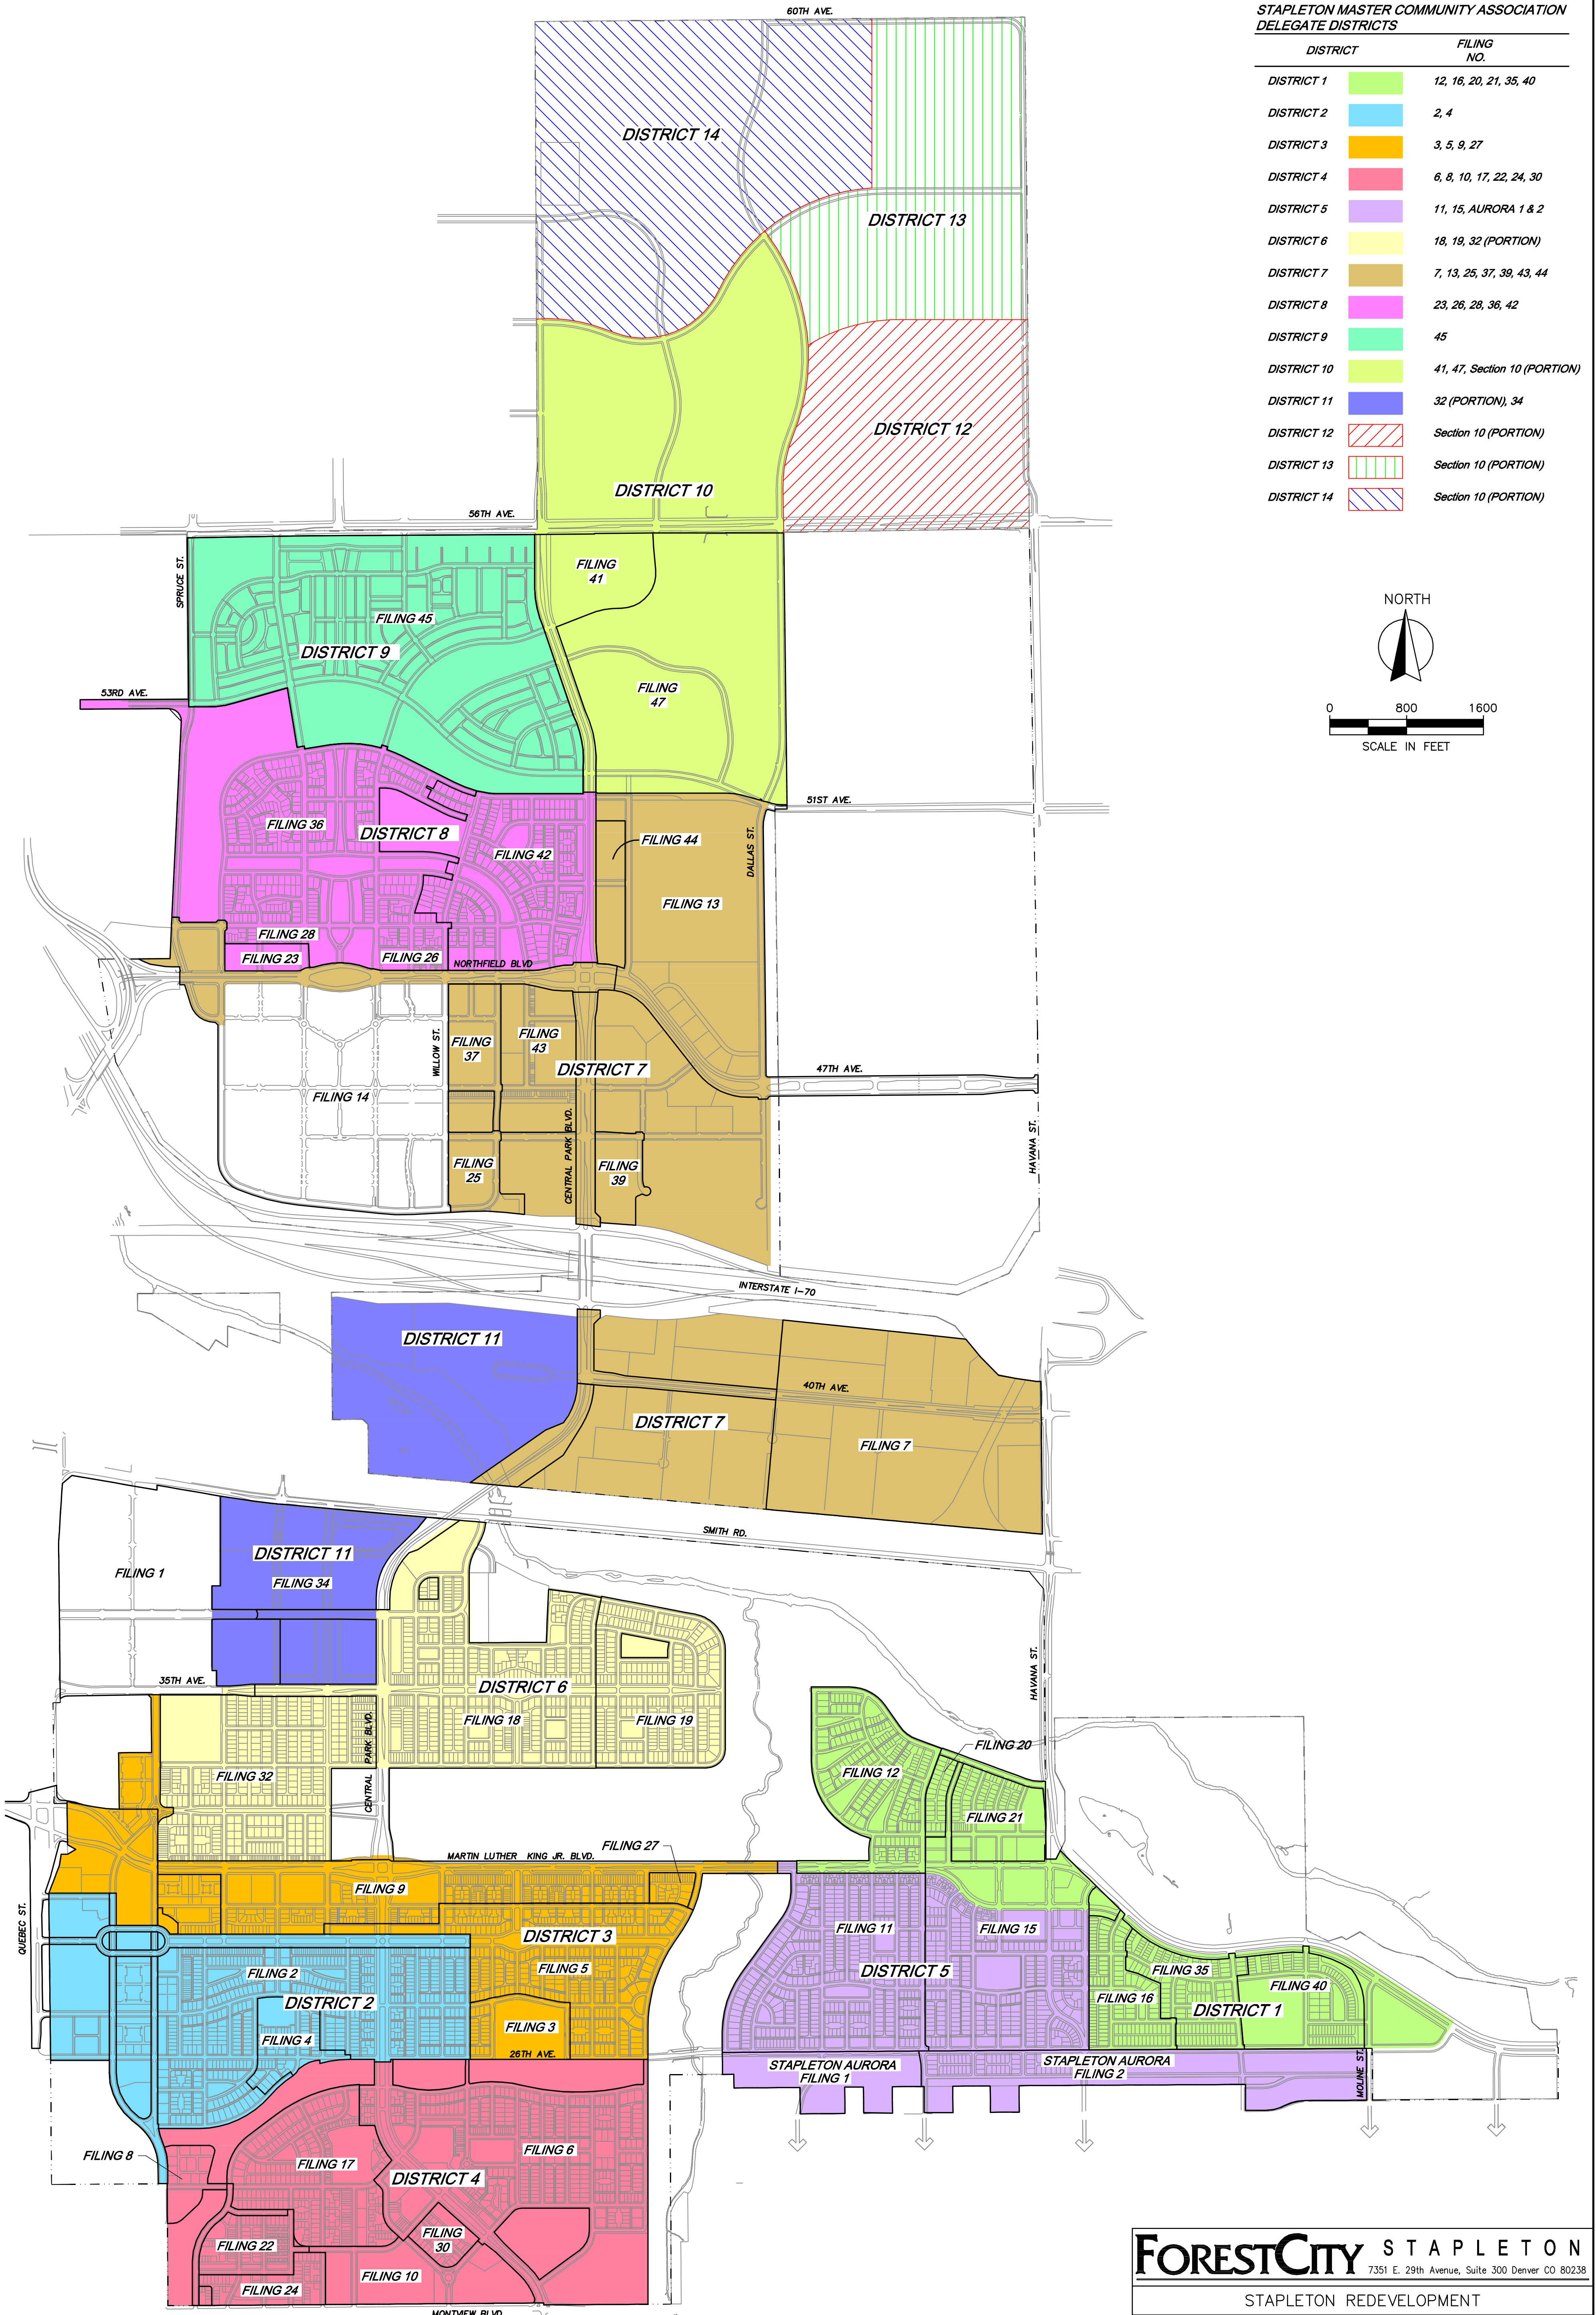 STAPLETON MASTER COMMUNITY ASSOCIATION
DELEGATE DISTRICTS
DISTRICT FILING
NO.
DISTRICT 1 12, 16, 20, 21, 35, 40
DISTRICT 2 2, 4
DISTRICT 3 3, 5, 9, 27
DISTRICT 4 6, 8, 10, 17, 22, 24, 30
DISTRICT 5 11, 15, AURORA 1 & 2
DISTRICT 6 18, 19, 32 (PORTION)
DISTRICT 7 7, 13, 25, 37, 39, 43, 44
DISTRICT 8 23, 26, 28, 36, 42
DISTRICT 9 45
DISTRICT 10 41, 47, Section 10 (PORTION)
DISTRICT 11 32 (PORTION), 34
DISTRICT 12 Section 10 (PORTION)
DISTRICT 13 Section 10 (PORTION)
DISTRICT 14 Section 10 (PORTION)
NORTH
0 800 1600
SCALE IN FEET
60TH AVE.
DISTRICT 14
DISTRICT 13
DISTRICT 12
DISTRICT 10
56TH AVE.
SPRUCE ST.
FILING
41
FILING 45
DISTRICT 9
FILING
47
53RD AVE.
51ST AVE.
FILING 36
DISTRICT 8
FILING 42
FILING 44
DALLAS ST.
FILING 13
FILING 28
FILING 23
FILING 26
NORTHFIELD BLVD
WILLOW ST.
FILING
37
FILING
43
DISTRICT 7
47TH AVE.
FILING 14
CENTRAL PARK BLVD.
HAVANA ST.
FILING
25
FILING
39
INTERSTATE I-70
DISTRICT 11
40TH AVE.
DISTRICT 7
FILING 7
SMITH RD.
FILING 1
DISTRICT 11
FILING 34
35TH AVE.
DISTRICT 6
FILING 18
FILING 19
HAVANA ST.
CENTRAL PARK BLVD.
FILING 32
FILING 20
FILING 12
FILING 21
MARTIN LUTHER KING JR. BLVD.
FILING 27
FILING 9
QUEBEC ST.
DISTRICT 3
FILING 5
FILING 11
FILING 15
DISTRICT 5
FILING 2
DISTRICT 2
FILING 4
FILING 3
26TH AVE.
FILING 35
FILING 16
FILING 40
DISTRICT 1
STAPLETON AURORA
FILING 1
STAPLETON AURORA
FILING 2
MOLINE ST.
FILING 8
FILING 17
FILING 6
DISTRICT 4
FILING 22
FILING
30
FILING 10
FILING 24
MONTVIEW BLVD
FORESTCITY STAPLETON
7351 E. 29th Avenue, Suite 300 Denver CO 80238
STAPLETON REDEVELOPMENT